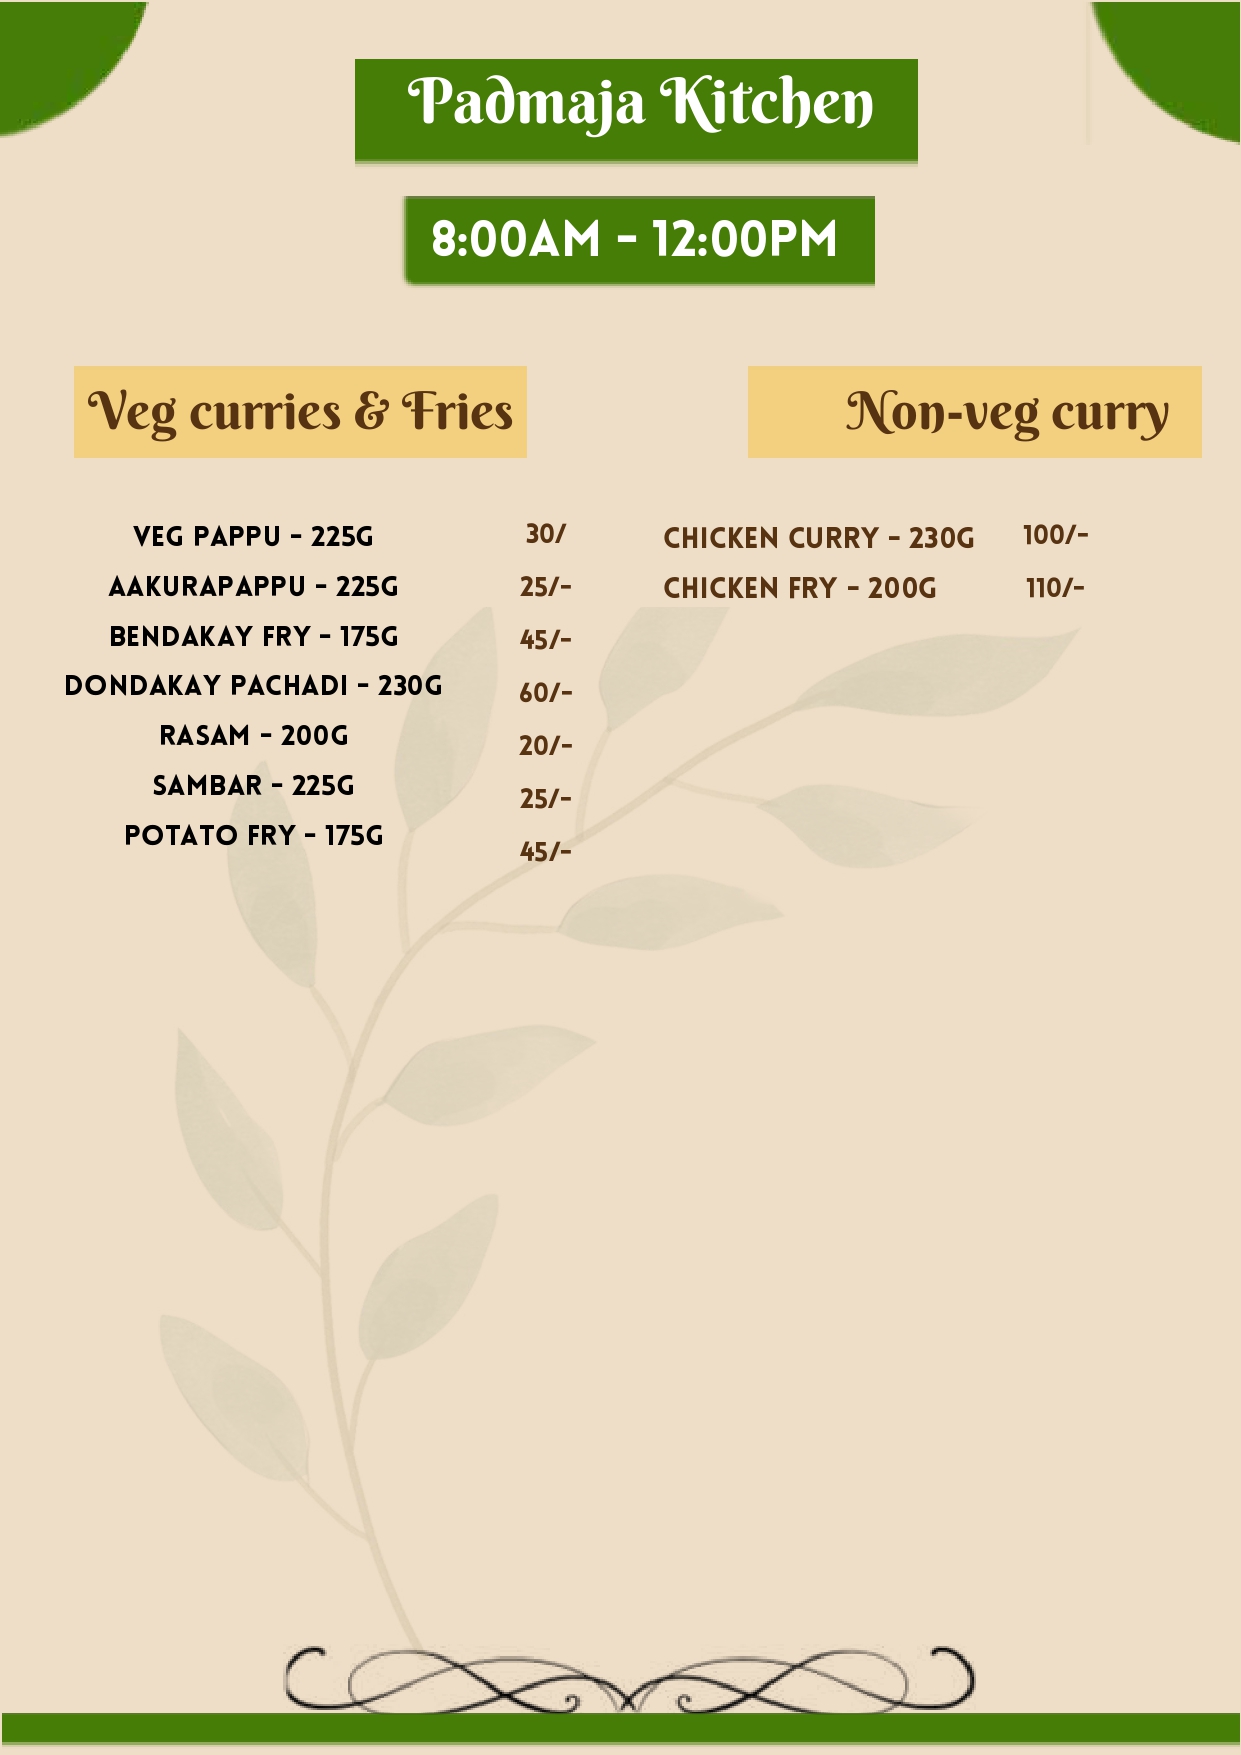 Padmaja Kitchen
8:00AM - 12:00PM
Veg curries & Fries
VEG PAPPU - 225G 30/
AAKURAPAPPU - 225G 25/-
BENDAKAY FRY - 175G 45/-
DONDAKAY PACHADI - 230G 60/-
RASAM - 200G 20/-
SAMBAR - 225G 25/-
POTATO FRY - 175G 45/-
Non-veg curry
CHICKEN CURRY - 230G 100/-
CHICKEN FRY - 200G 110/-